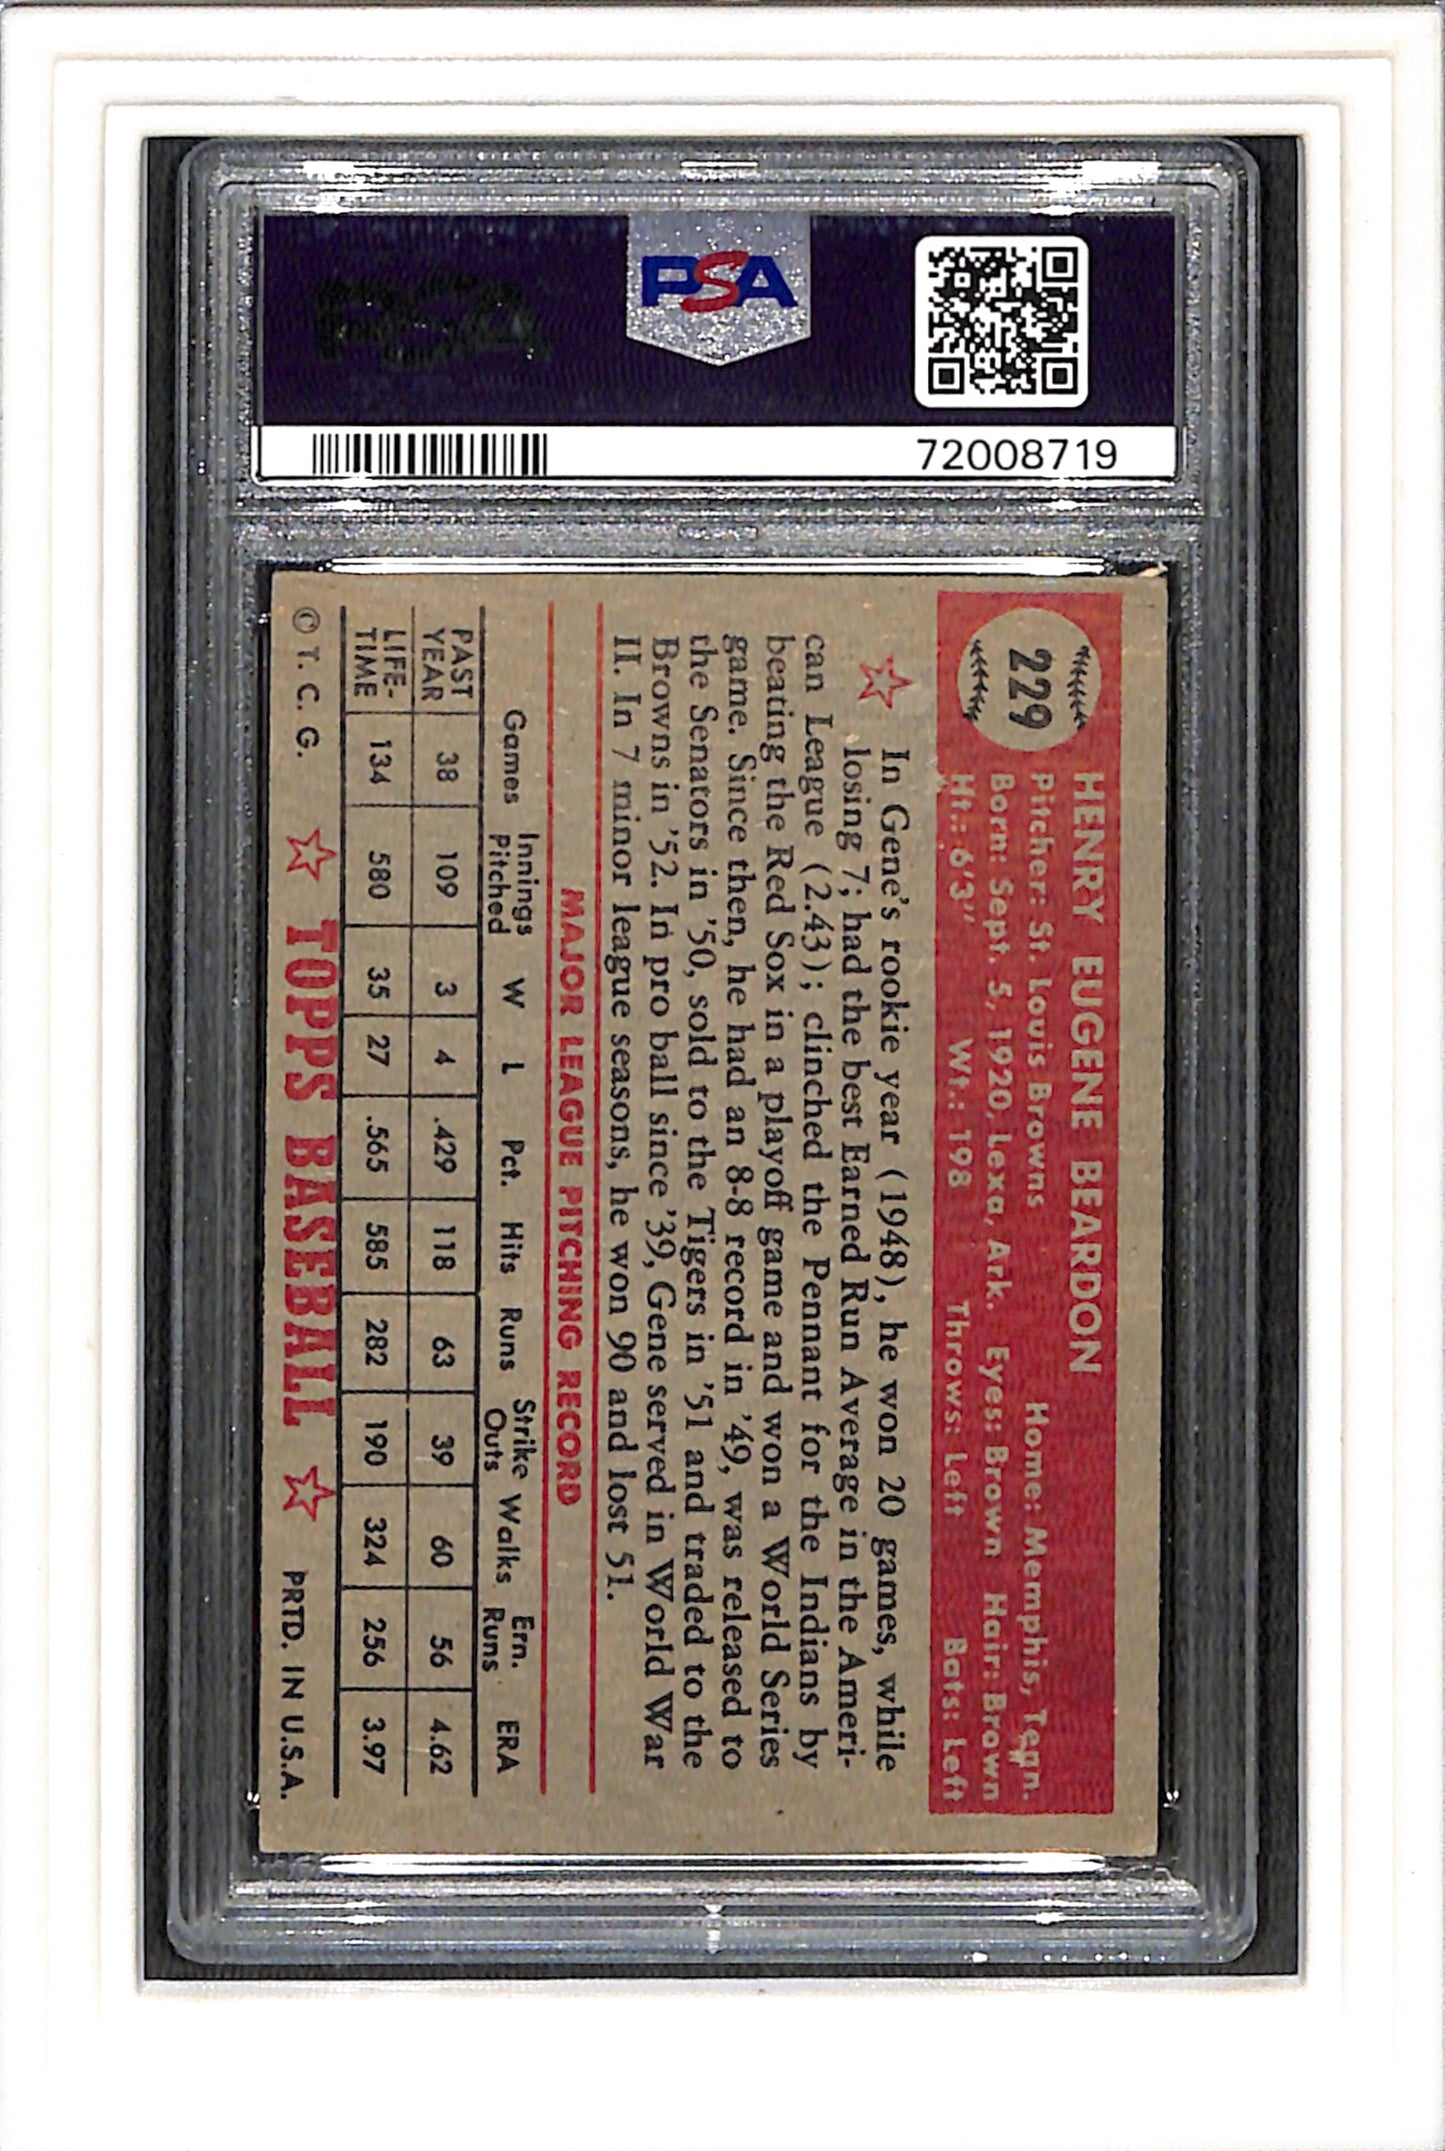 PSA
72008719
229
HENRY EUGENE BEARDON
Pitcher: St. Louis Browns Home: Memphis, Tenn.
Born: Sept. 5, 1920, Lexa, Ark. Eyes: Brown Hair: Brown
Ht.: 6'3" Wt.: 198 Throws: Left Bats: Left
In Gene's rookie year (1948), he won 20 games, while
losing 7; had the best Earned Run Average in the Ameri-
can League (2.43); clinched the Pennant for the Indians by
beating the Red Sox in a playoff game and won a World Series
game. Since then, he had an 8-8 record in '49, was released to
the Senators in '50, sold to the Tigers in '51 and traded to the
Browns in '52. In pro ball since '39, Gene served in World War
II. In 7 minor league seasons, he won 90 and lost 51.
MAJOR LEAGUE PITCHING RECORD
Games Innings Pitched W L Pct. Hits Runs Strike Outs Walks Ern. Runs ERA
PAST YEAR 38 109 3 4 .429 118 63 39 60 56 4.62
LIFE-TIME 134 580 35 27 .565 585 282 190 324 256 3.97
© T. C. G. TOPPS BASEBALL PRTD. IN U.S.A.